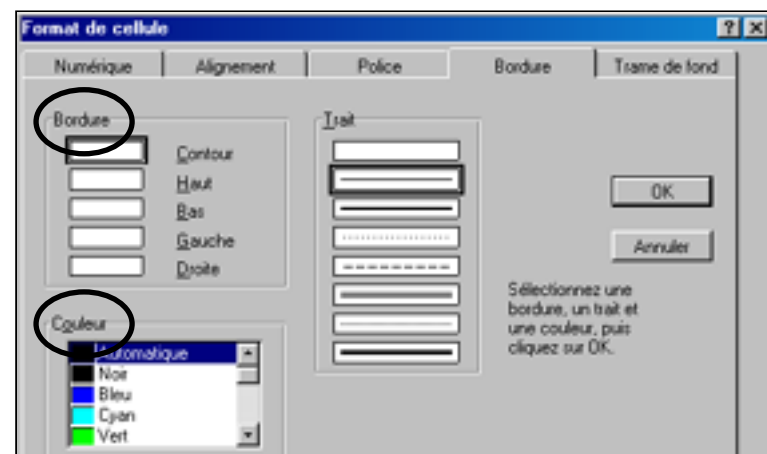 Format de cellule
Numérique Alignement Police Bordure Trame de fond
Bordure
Contour
Haut
Bas
Gauche
Droite
Couleur
Automatique
Noir
Bleu
Cyan
Vert
Trait
OK
Annuler
Sélectionnez une
bordure, un trait et
une couleur, puis
cliquez sur OK.